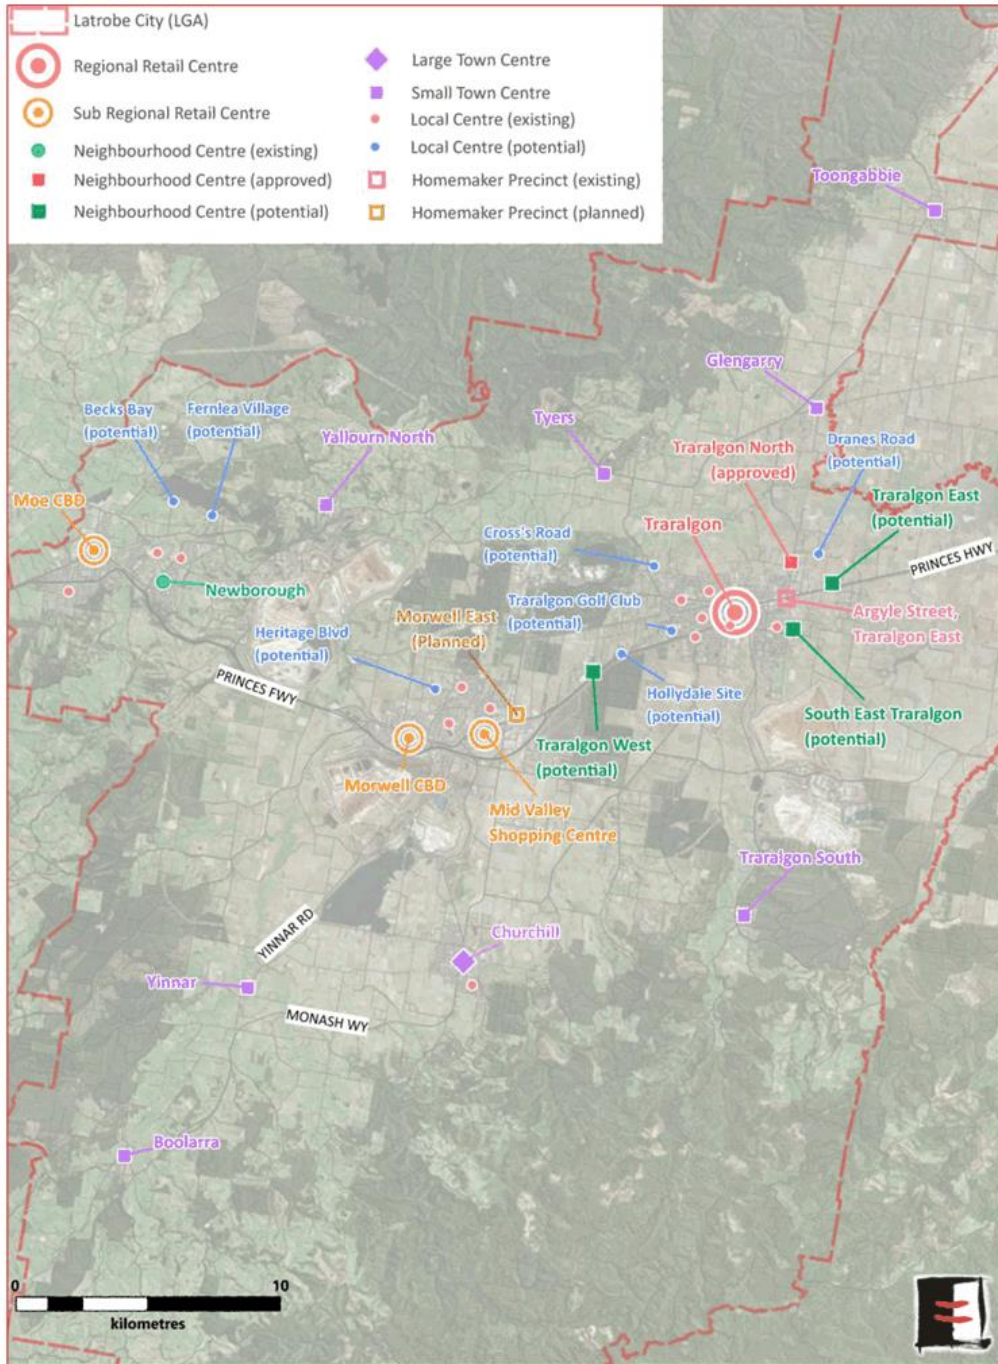 Latrobe City (LGA)
Regional Retail Centre
Sub Regional Retail Centre
Neighbourhood Centre (existing)
Neighbourhood Centre (approved)
Neighbourhood Centre (potential)
Large Town Centre
Small Town Centre
Local Centre (existing)
Local Centre (potential)
Homemaker Precinct (existing)
Homemaker Precinct (planned)
Toongabbie
Glengarry
Becks Bay
(potential)
Fernlea Village
(potential)
Yallourn North
Tyers
Traralgon North
(approved)
Dranes Road
(potential)
Moe CBD
Traralgon East
(potential)
Cross's Road
(potential)
Traralgon
PRINCES HWY
Newborough
Traralgon Golf Club
(potential)
Argyle Street,
Traralgon East
Heritage Blvd
(potential)
Morwell East
(Planned)
PRINCES FWY
Hollydale Site
(potential)
South East Traralgon
(potential)
Traralgon West
(potential)
Morwell CBD
Mid Valley
Shopping Centre
Traralgon South
YINNAR RD
Churchill
Yinnar
MONASH WY
Boolarra
0 10
kilometres